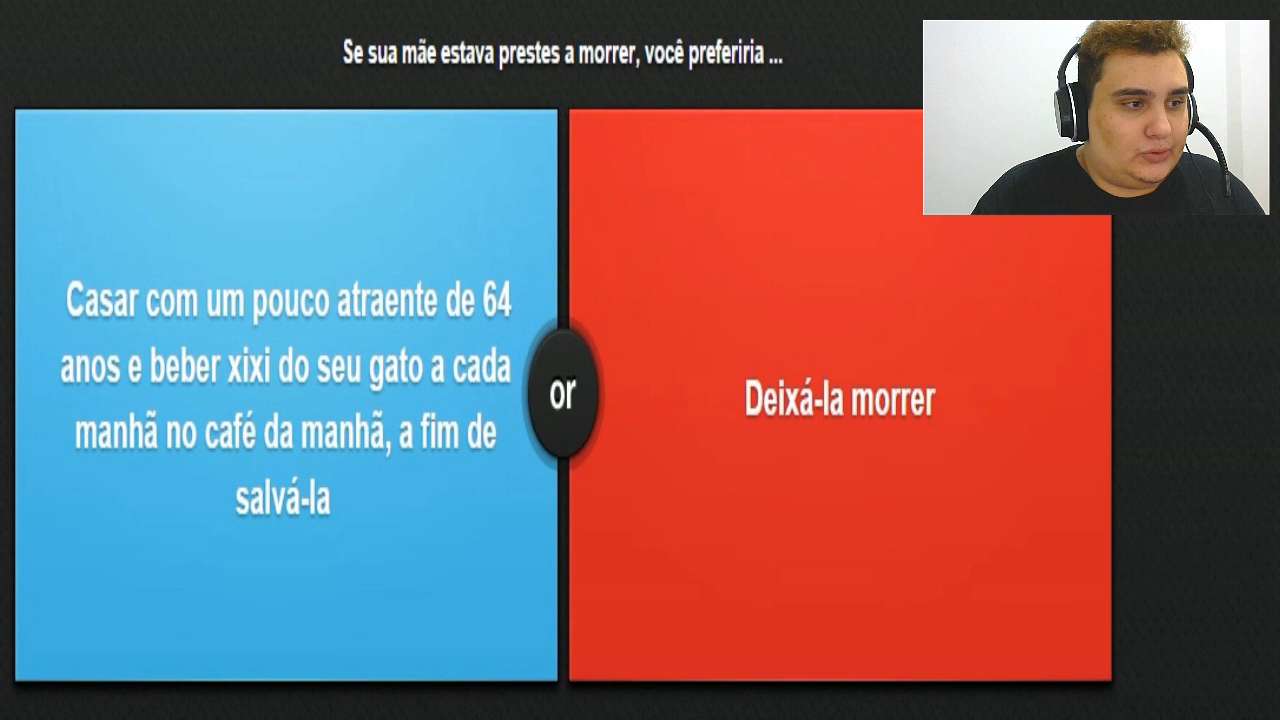 Se sua mãe estava prestes a morrer, você preferiria ...
Casar com um pouco atraente de 64
anos e beber xixi do seu gato a cada
manhã no café da manhã, a fim de
salvá-la
or
Deixá-la morrer